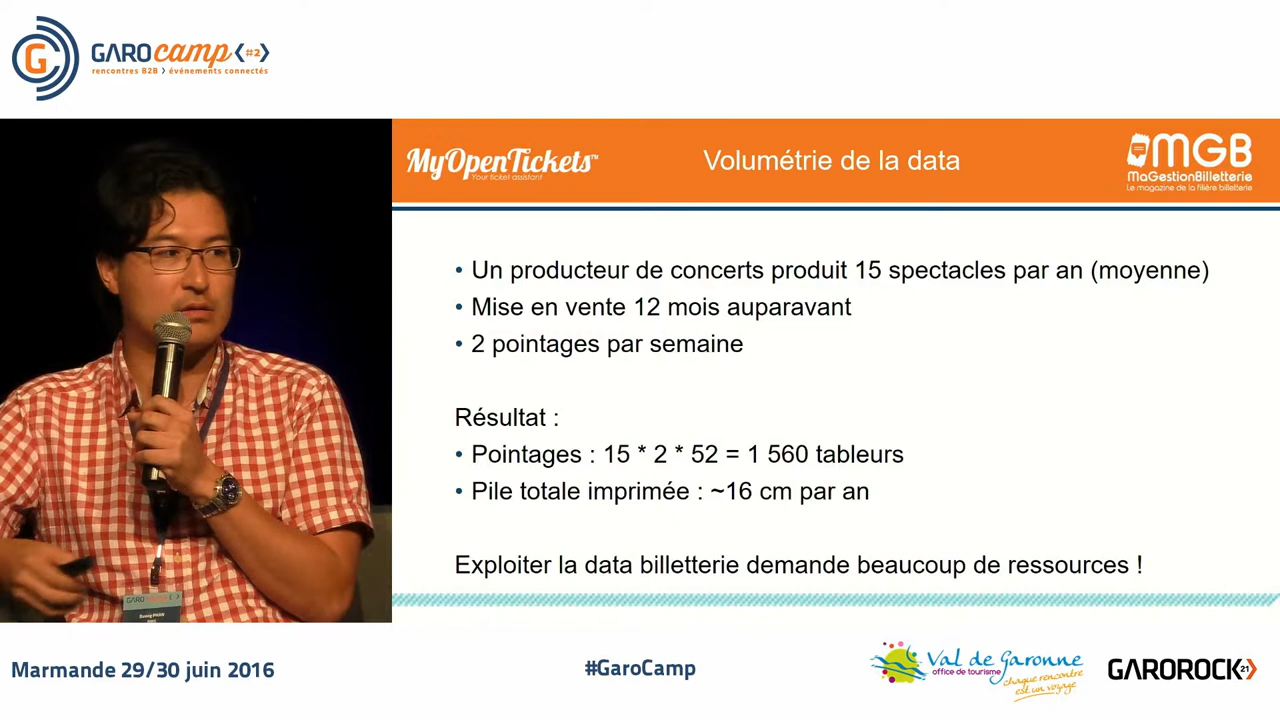 GAROcamp <#2>
rencontres B2B > événements connectés
MyOpenTickets™
Your ticket assistant
Volumétrie de la data
MGB
MaGestionBilletterie
Le magazine de la filière billetterie
• Un producteur de concerts produit 15 spectacles par an (moyenne)
• Mise en vente 12 mois auparavant
• 2 pointages par semaine
Résultat :
• Pointages : 15 * 2 * 52 = 1 560 tableurs
• Pile totale imprimée : ~16 cm par an
Exploiter la data billetterie demande beaucoup de ressources !
GARO CAMP
Marmande 29/30 juin 2016
#GaroCamp
Val de Garonne
office de tourisme
chaque rencontre
est un voyage
GAROROCK 21